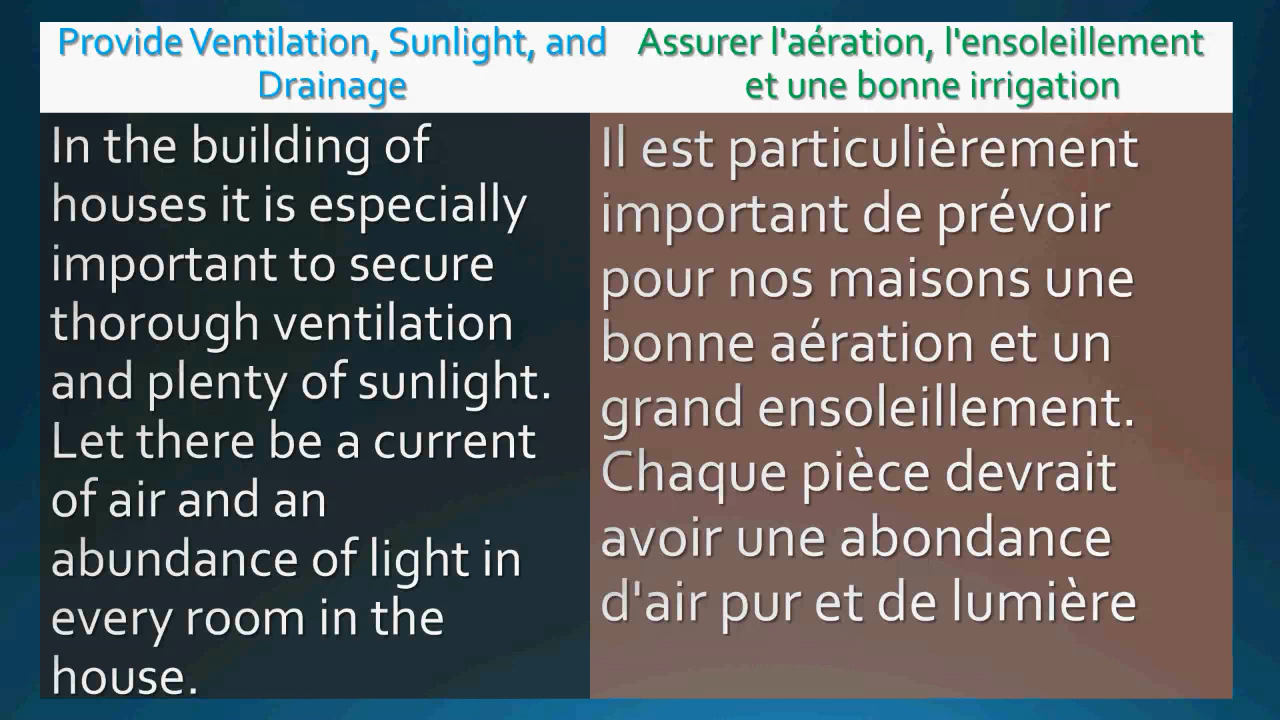 Provide Ventilation, Sunlight, and
Drainage
Assurer l'aération, l'ensoleillement
et une bonne irrigation
In the building of
houses it is especially
important to secure
thorough ventilation
and plenty of sunlight.
Let there be a current
of air and an
abundance of light in
every room in the
house.
Il est particulièrement
important de prévoir
pour nos maisons une
bonne aération et un
grand ensoleillement.
Chaque pièce devrait
avoir une abondance
d'air pur et de lumière